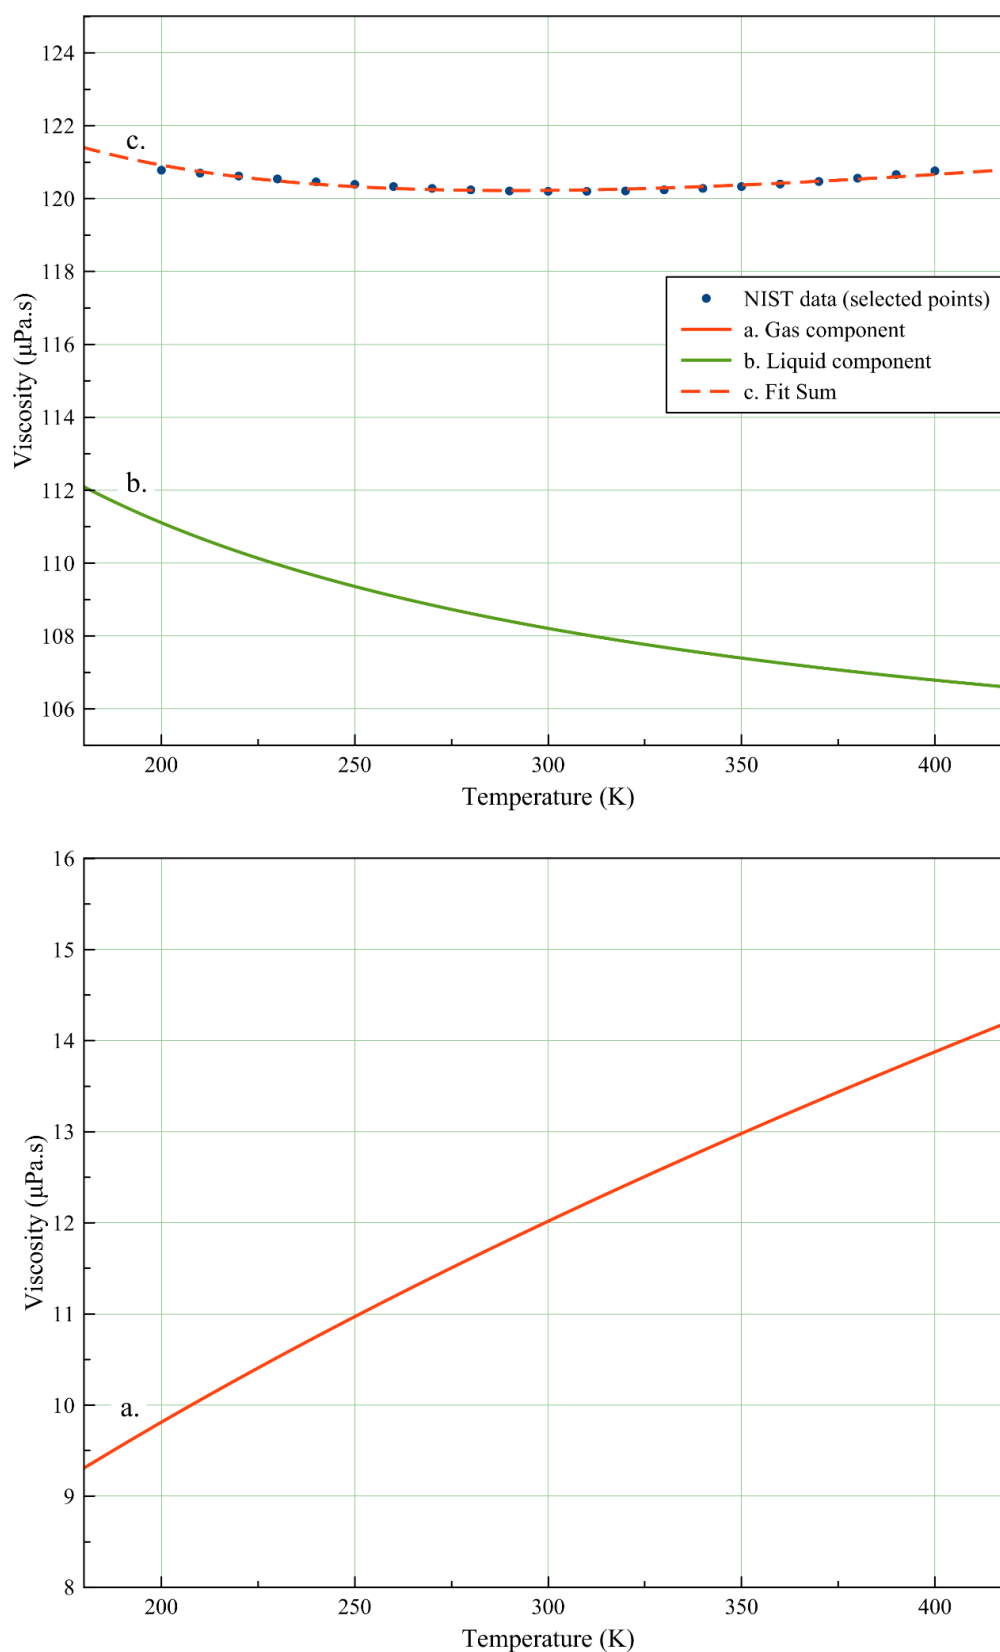 124
122
120
118
116
114
112
110
108
106
Viscosity (μPa.s)
c.
b.
NIST data (selected points)
a. Gas component
b. Liquid component
c. Fit Sum
200 250 300 350 400
Temperature (K)
16
15
14
13
12
11
10
9
8
Viscosity (μPa.s)
a.
200 250 300 350 400
Temperature (K)